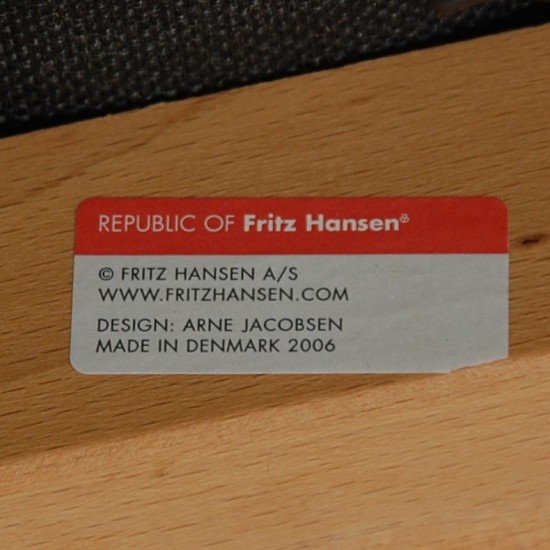 REPUBLIC OF Fritz Hansen®
© FRITZ HANSEN A/S
WWW.FRITZHANSEN.COM
DESIGN: ARNE JACOBSEN
MADE IN DENMARK 2006